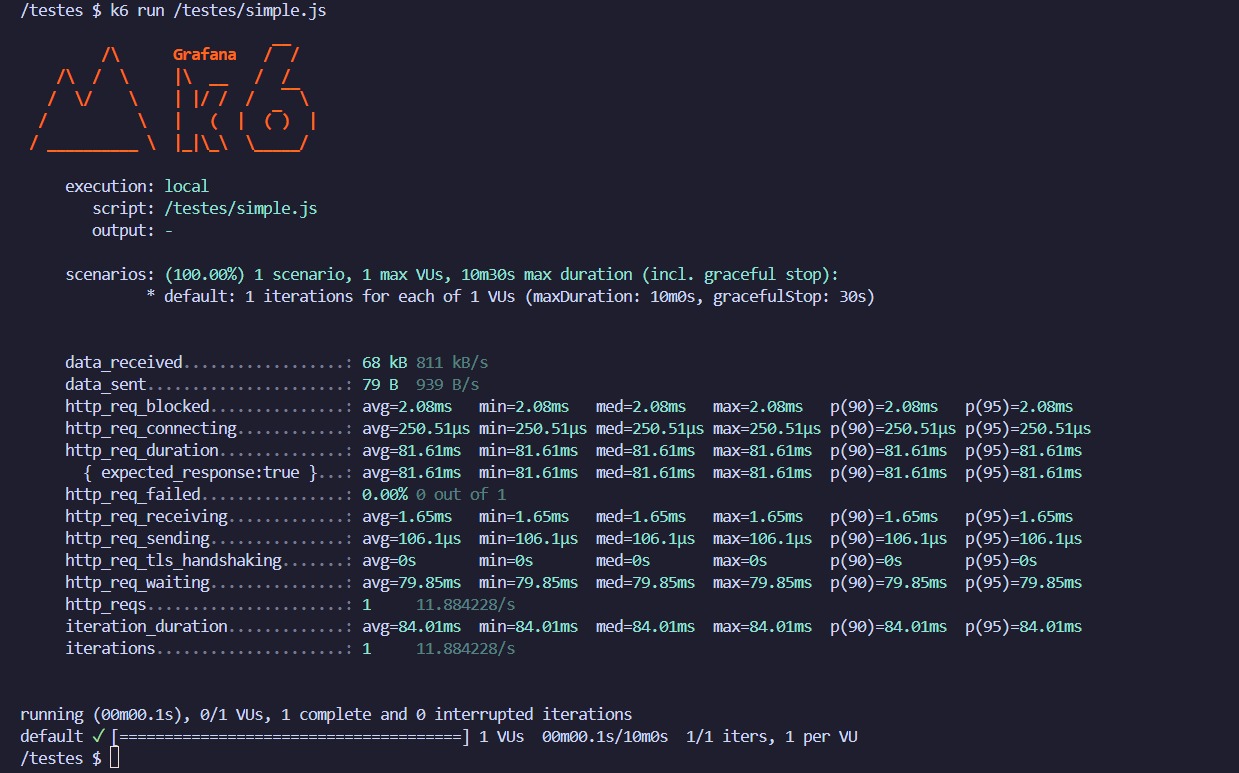 /testes $ k6 run /testes/simple.js
Grafana
execution: local
script: /testes/simple.js
output: -
scenarios: (100.00%) 1 scenario, 1 max VUs, 10m30s max duration (incl. graceful stop):
* default: 1 iterations for each of 1 VUs (maxDuration: 10m0s, gracefulStop: 30s)
data_received..................: 68 kB 811 kB/s
data_sent......................: 79 B  939 B/s
http_req_blocked...............: avg=2.08ms   min=2.08ms   med=2.08ms   max=2.08ms   p(90)=2.08ms   p(95)=2.08ms
http_req_connecting............: avg=250.51µs min=250.51µs med=250.51µs max=250.51µs p(90)=250.51µs p(95)=250.51µs
http_req_duration..............: avg=81.61ms  min=81.61ms  med=81.61ms  max=81.61ms  p(90)=81.61ms  p(95)=81.61ms
{ expected_response:true }...: avg=81.61ms  min=81.61ms  med=81.61ms  max=81.61ms  p(90)=81.61ms  p(95)=81.61ms
http_req_failed................: 0.00% 0 out of 1
http_req_receiving.............: avg=1.65ms   min=1.65ms   med=1.65ms   max=1.65ms   p(90)=1.65ms   p(95)=1.65ms
http_req_sending...............: avg=106.1µs  min=106.1µs  med=106.1µs  max=106.1µs  p(90)=106.1µs  p(95)=106.1µs
http_req_tls_handshaking.......: avg=0s       min=0s       med=0s       max=0s       p(90)=0s       p(95)=0s
http_req_waiting...............: avg=79.85ms  min=79.85ms  med=79.85ms  max=79.85ms  p(90)=79.85ms  p(95)=79.85ms
http_reqs......................: 1     11.884228/s
iteration_duration.............: avg=84.01ms  min=84.01ms  med=84.01ms  max=84.01ms  p(90)=84.01ms  p(95)=84.01ms
iterations.....................: 1     11.884228/s
running (00m00.1s), 0/1 VUs, 1 complete and 0 interrupted iterations
default ✓ [======================================] 1 VUs  00m00.1s/10m0s  1/1 iters, 1 per VU
/testes $